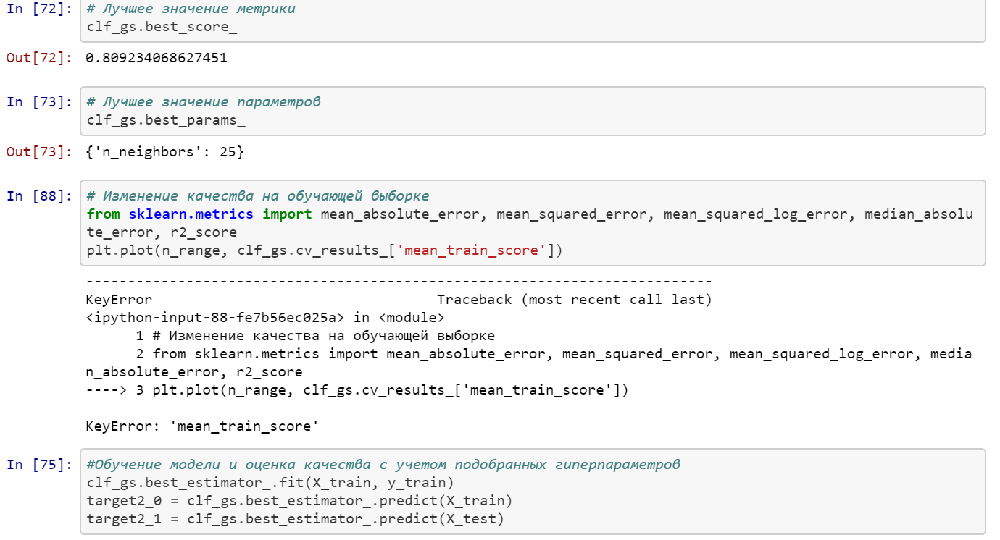 In [72]: # Лучшее значение метрики
clf_gs.best_score_
Out[72]: 0.809234068627451
In [73]: # Лучшее значение параметров
clf_gs.best_params_
Out[73]: {'n_neighbors': 25}
In [88]: # Изменение качества на обучающей выборке
from sklearn.metrics import mean_absolute_error, mean_squared_error, mean_squared_log_error, median_absolu
te_error, r2_score
plt.plot(n_range, clf_gs.cv_results_['mean_train_score'])
---------------------------------------------------------------------------
KeyError                                  Traceback (most recent call last)
<ipython-input-88-fe7b56ec025a> in <module>
      1 # Изменение качества на обучающей выборке
      2 from sklearn.metrics import mean_absolute_error, mean_squared_error, mean_squared_log_error, media
n_absolute_error, r2_score
----> 3 plt.plot(n_range, clf_gs.cv_results_['mean_train_score'])
KeyError: 'mean_train_score'
In [75]: #Обучение модели и оценка качества с учетом подобранных гиперпараметров
clf_gs.best_estimator_.fit(X_train, y_train)
target2_0 = clf_gs.best_estimator_.predict(X_train)
target2_1 = clf_gs.best_estimator_.predict(X_test)